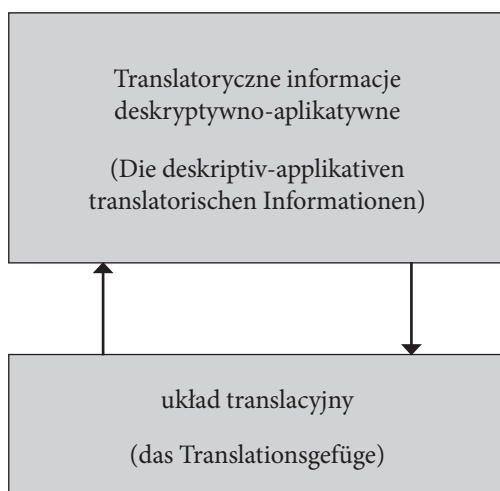 Translatoryczne informacje
deskryptywno-aplikatywne
(Die deskriptiv-applikativen
translatorischen Informationen)
układ translacyjny
(das Translationsgefüge)